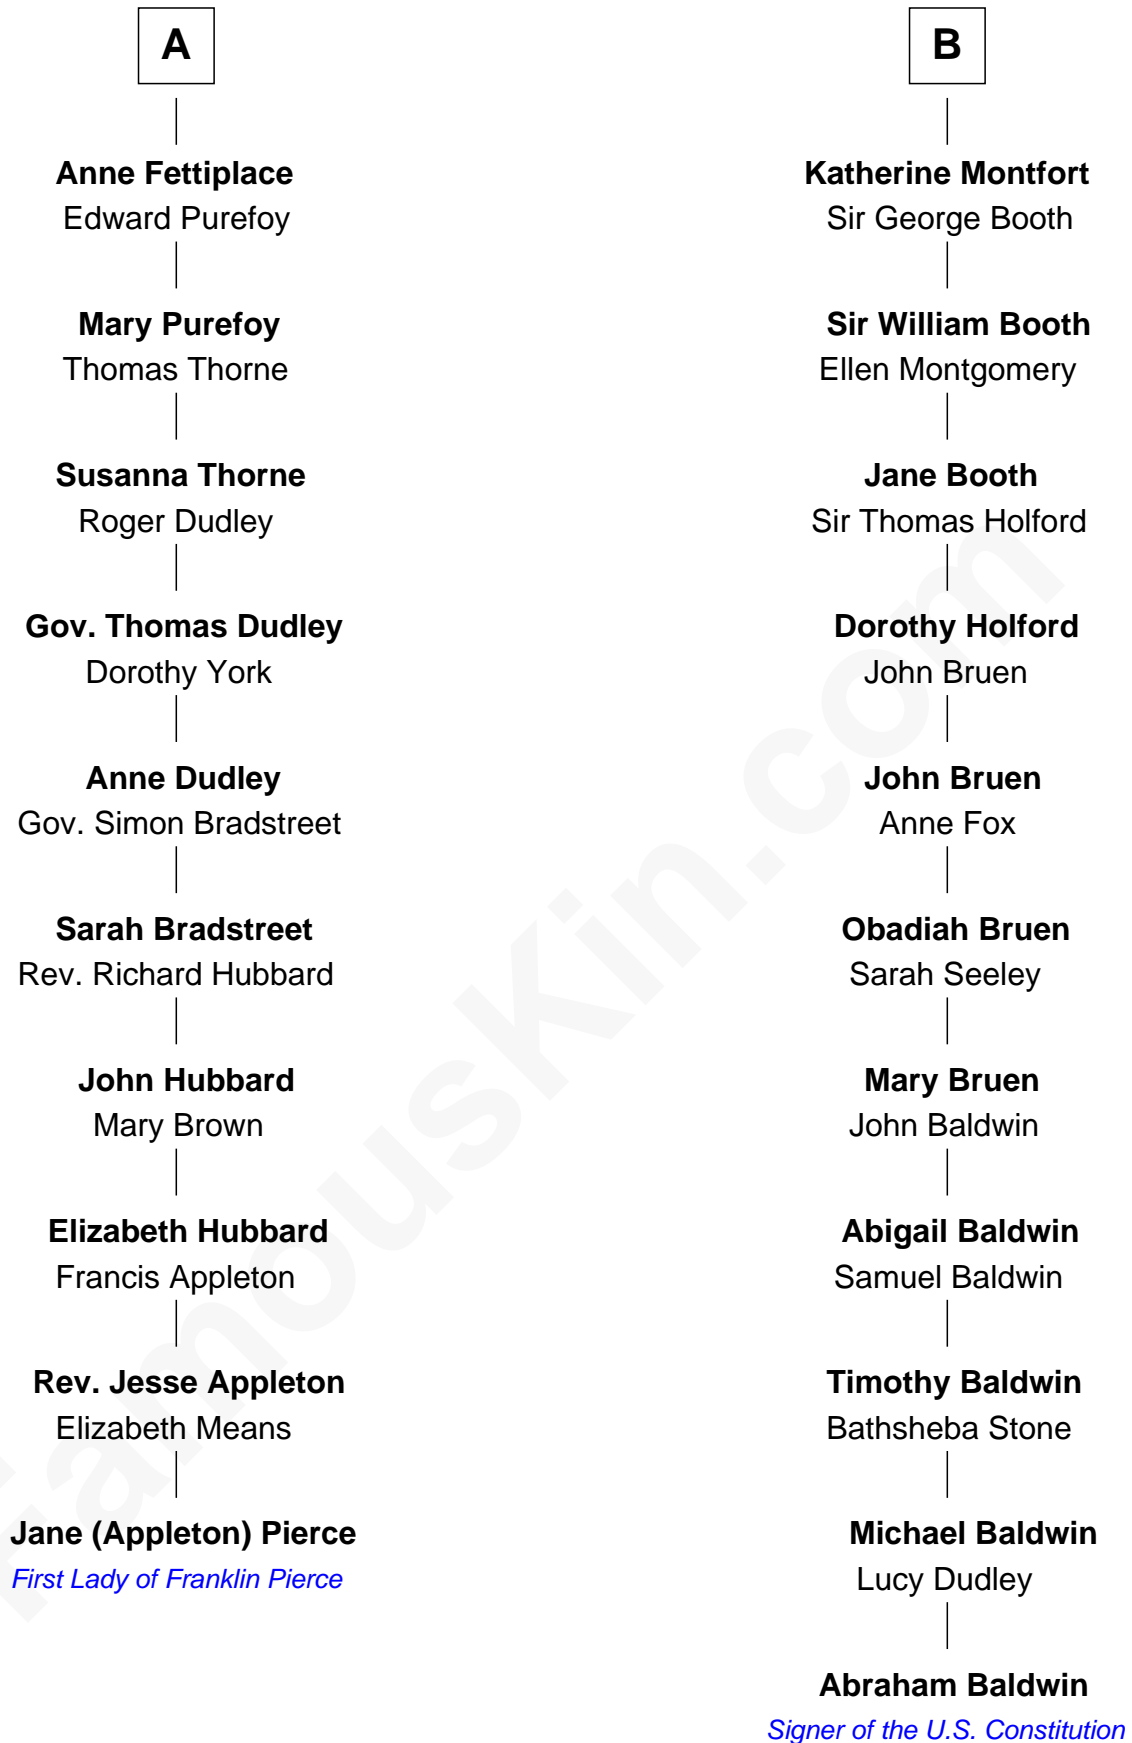 A
Anne Fettiplace
Edward Purefoy
Mary Purefoy
Thomas Thorne
Susanna Thorne
Roger Dudley
Gov. Thomas Dudley
Dorothy York
Anne Dudley
Gov. Simon Bradstreet
Sarah Bradstreet
Rev. Richard Hubbard
John Hubbard
Mary Brown
Elizabeth Hubbard
Francis Appleton
Rev. Jesse Appleton
Elizabeth Means
Jane (Appleton) Pierce
First Lady of Franklin Pierce
B
Katherine Montfort
Sir George Booth
Sir William Booth
Ellen Montgomery
Jane Booth
Sir Thomas Holford
Dorothy Holford
John Bruen
John Bruen
Anne Fox
Obadiah Bruen
Sarah Seeley
Mary Bruen
John Baldwin
Abigail Baldwin
Samuel Baldwin
Timothy Baldwin
Bathsheba Stone
Michael Baldwin
Lucy Dudley
Abraham Baldwin
Signer of the U.S. Constitution
FamousKin.com